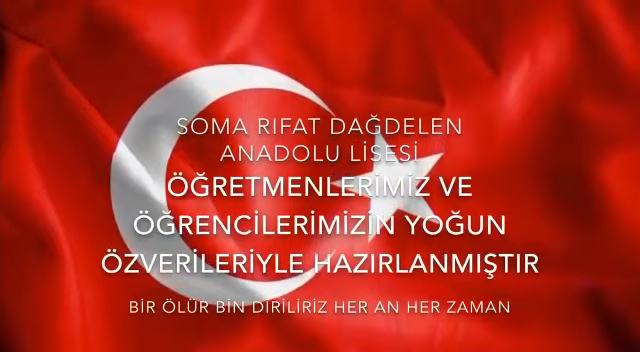 SOMA RIFAT DAĞDELEN
ANADOLU LİSESİ
ÖĞRETMENLERİMİZ VE
ÖĞRENCİLERİMİZİN YOĞUN
ÖZVERİLERİYLE HAZIRLANMIŞTIR
BİR ÖLÜR BİN DİRİLİRİZ HER AN HER ZAMAN